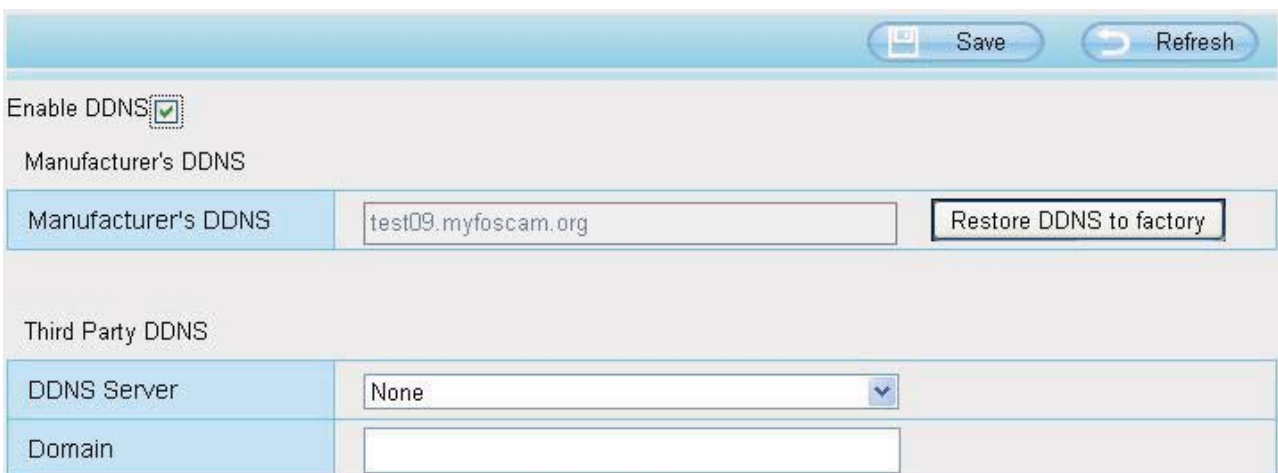 Save Refresh
Enable DDNS
Manufacturer's DDNS
Manufacturer's DDNS test09.myfoscam.org Restore DDNS to factory
Third Party DDNS
DDNS Server None
Domain